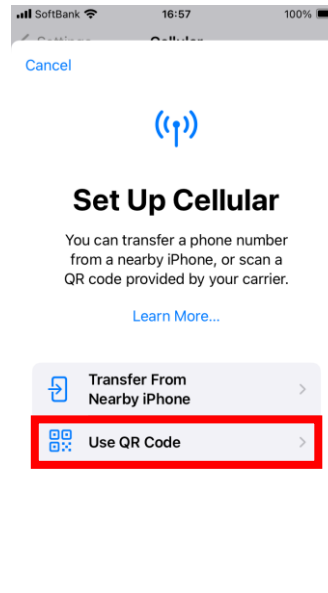 SoftBank 16:57 100%
Cancel
Set Up Cellular
You can transfer a phone number
from a nearby iPhone, or scan a
QR code provided by your carrier.
Learn More...
Transfer From
Nearby iPhone
Use QR Code